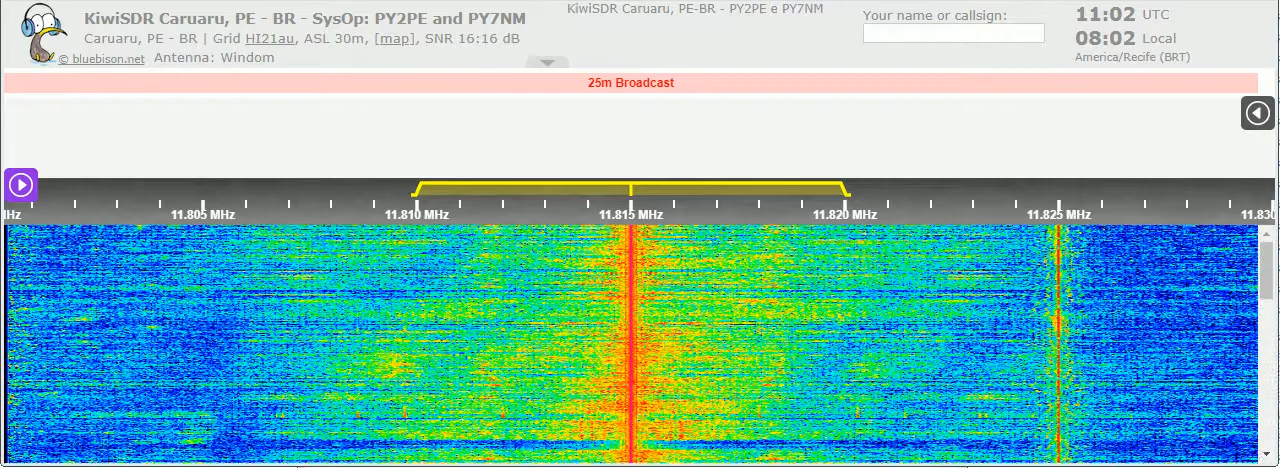 KiwiSDR Caruaru, PE - BR - SysOp: PY2PE and PY7NM
Caruaru, PE - BR | Grid HI21au, ASL 30m, [map], SNR 16:16 dB
© bluebison.net Antenna: Windom
KiwiSDR Caruaru, PE-BR - PY2PE e PY7NM
Your name or callsign:
11:02 UTC
08:02 Local
America/Recife (BRT)
25m Broadcast
Hz 11.805 MHz 11.810 MHz 11.815 MHz 11.820 MHz 11.825 MHz 11.830